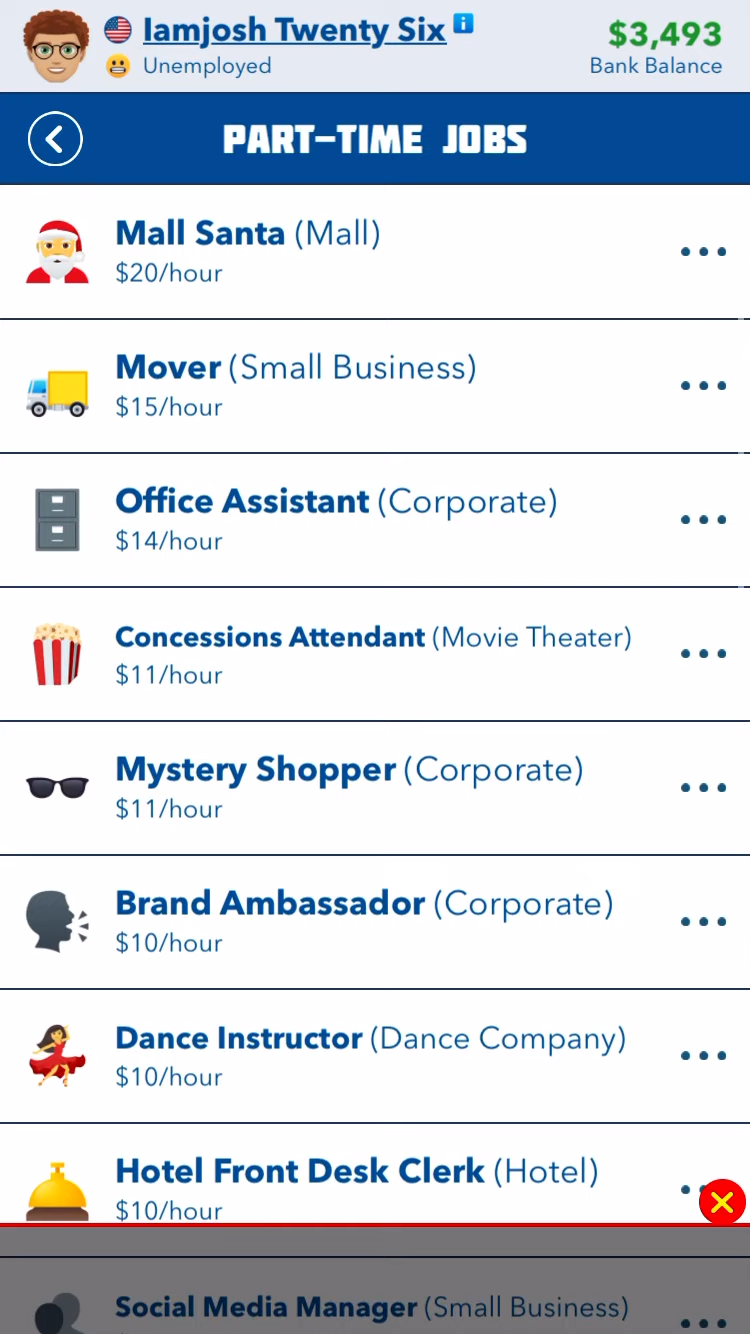 Iamjosh Twenty Six
$3,493
Unemployed
Bank Balance
PART-TIME JOBS
Mall Santa (Mall)
$20/hour
Mover (Small Business)
$15/hour
Office Assistant (Corporate)
$14/hour
Concessions Attendant (Movie Theater)
$11/hour
Mystery Shopper (Corporate)
$11/hour
Brand Ambassador (Corporate)
$10/hour
Dance Instructor (Dance Company)
$10/hour
Hotel Front Desk Clerk (Hotel)
$10/hour
Social Media Manager (Small Business)